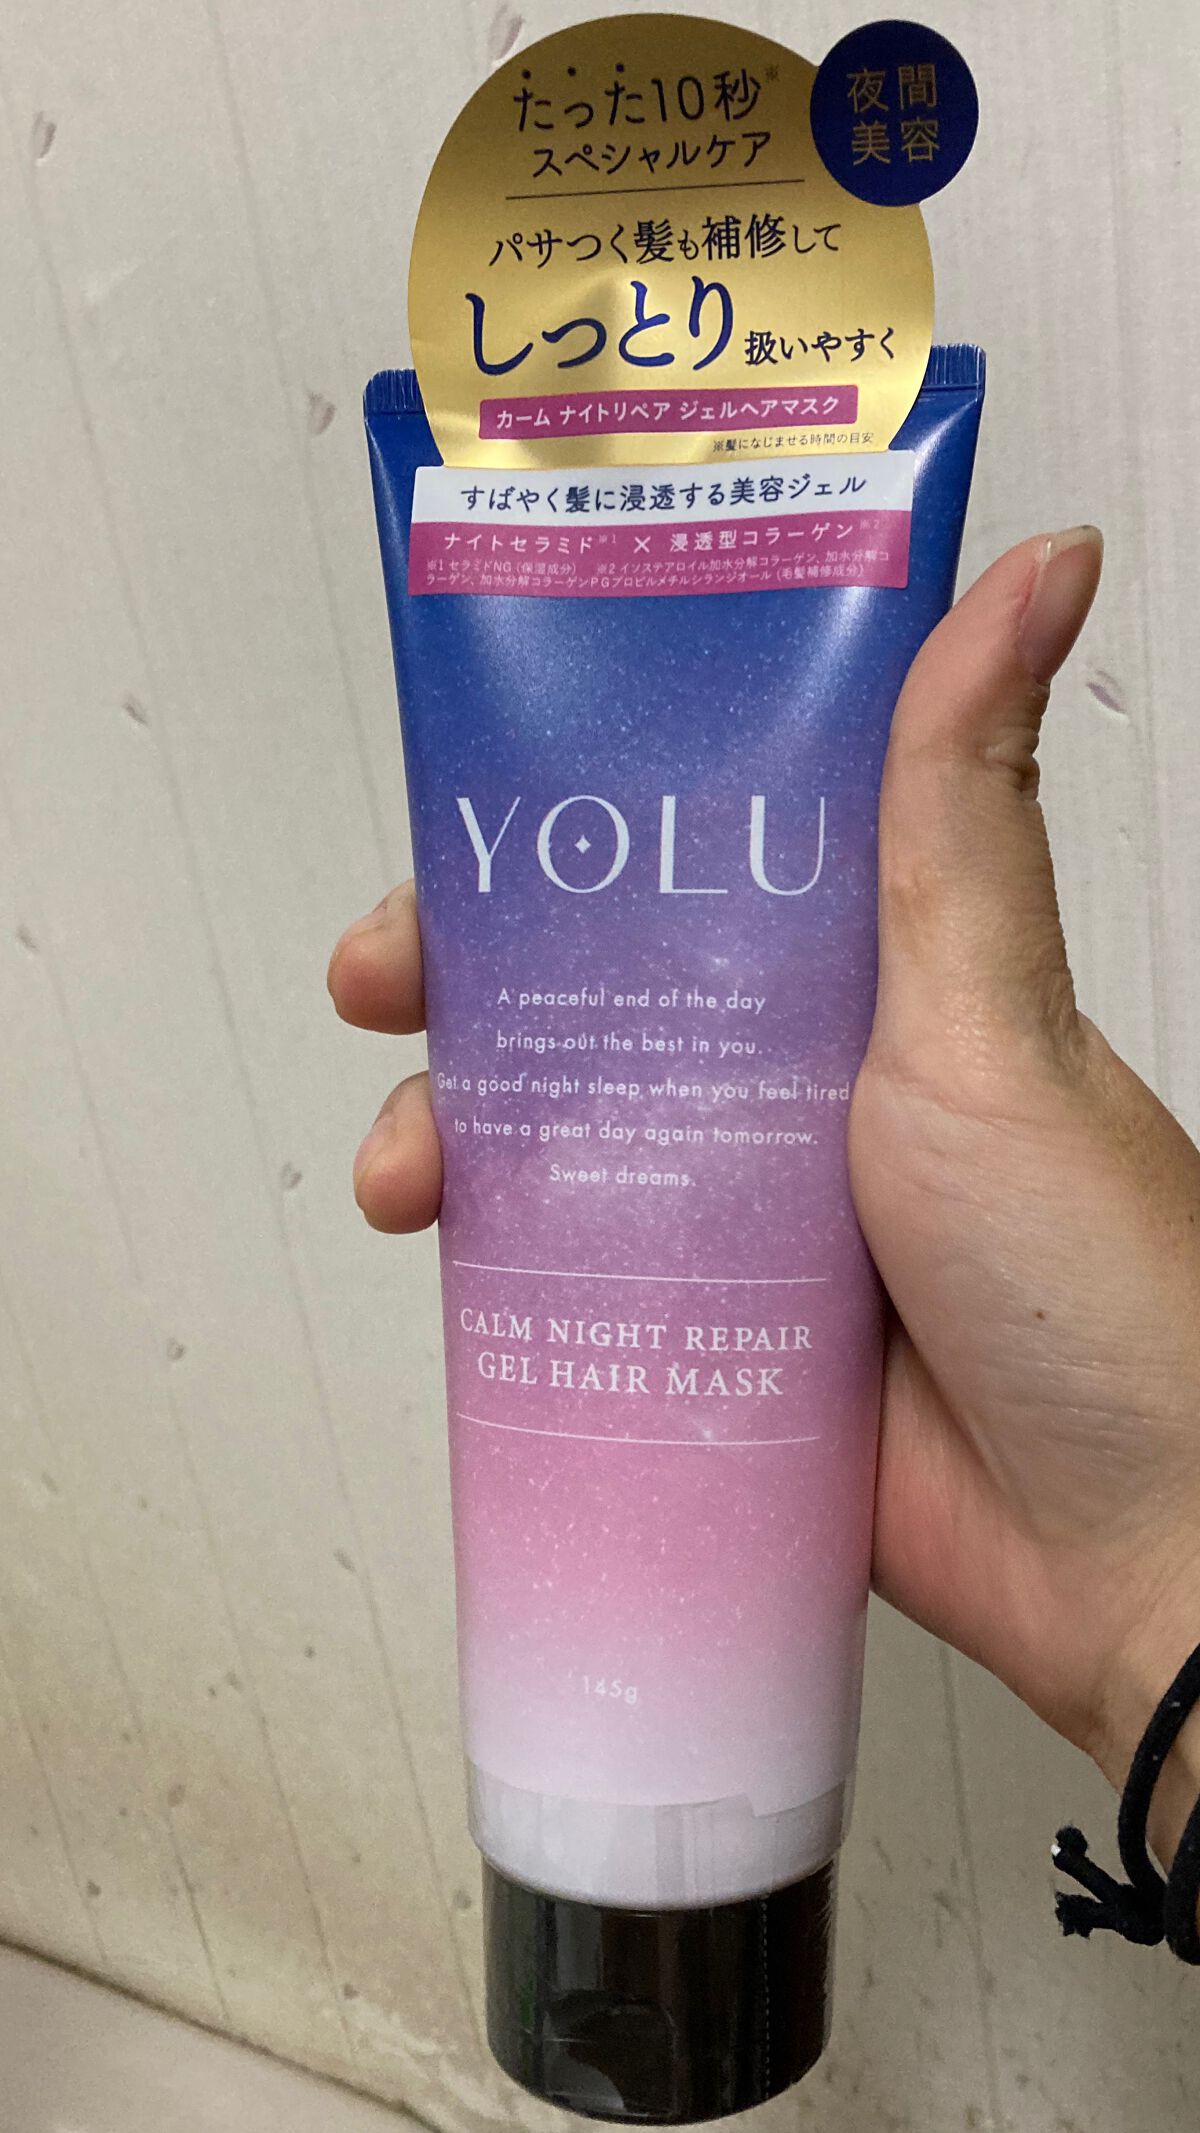 たった10秒※
スペシャルケア
夜間
美容
パサつく髪も補修して
しっとり扱いやすく
カーム ナイトリペア ジェルヘアマスク
※髪になじませる時間の目安
すばやく髪に浸透する美容ジェル
ナイトセラミド※1 × 浸透型コラーゲン※2
※1 セラミドNG (保湿成分) ※2 イソステアロイル加水分解コラーゲン、加水分解コ
ラーゲン、加水分解コラーゲンPGプロピルメチルシランジオール (毛髪補修成分)
YOLU
A peaceful end of the day
brings out the best in you.
Get a good night sleep when you feel tired
to have a great day again tomorrow.
Sweet dreams.
CALM NIGHT REPAIR
GEL HAIR MASK
145g